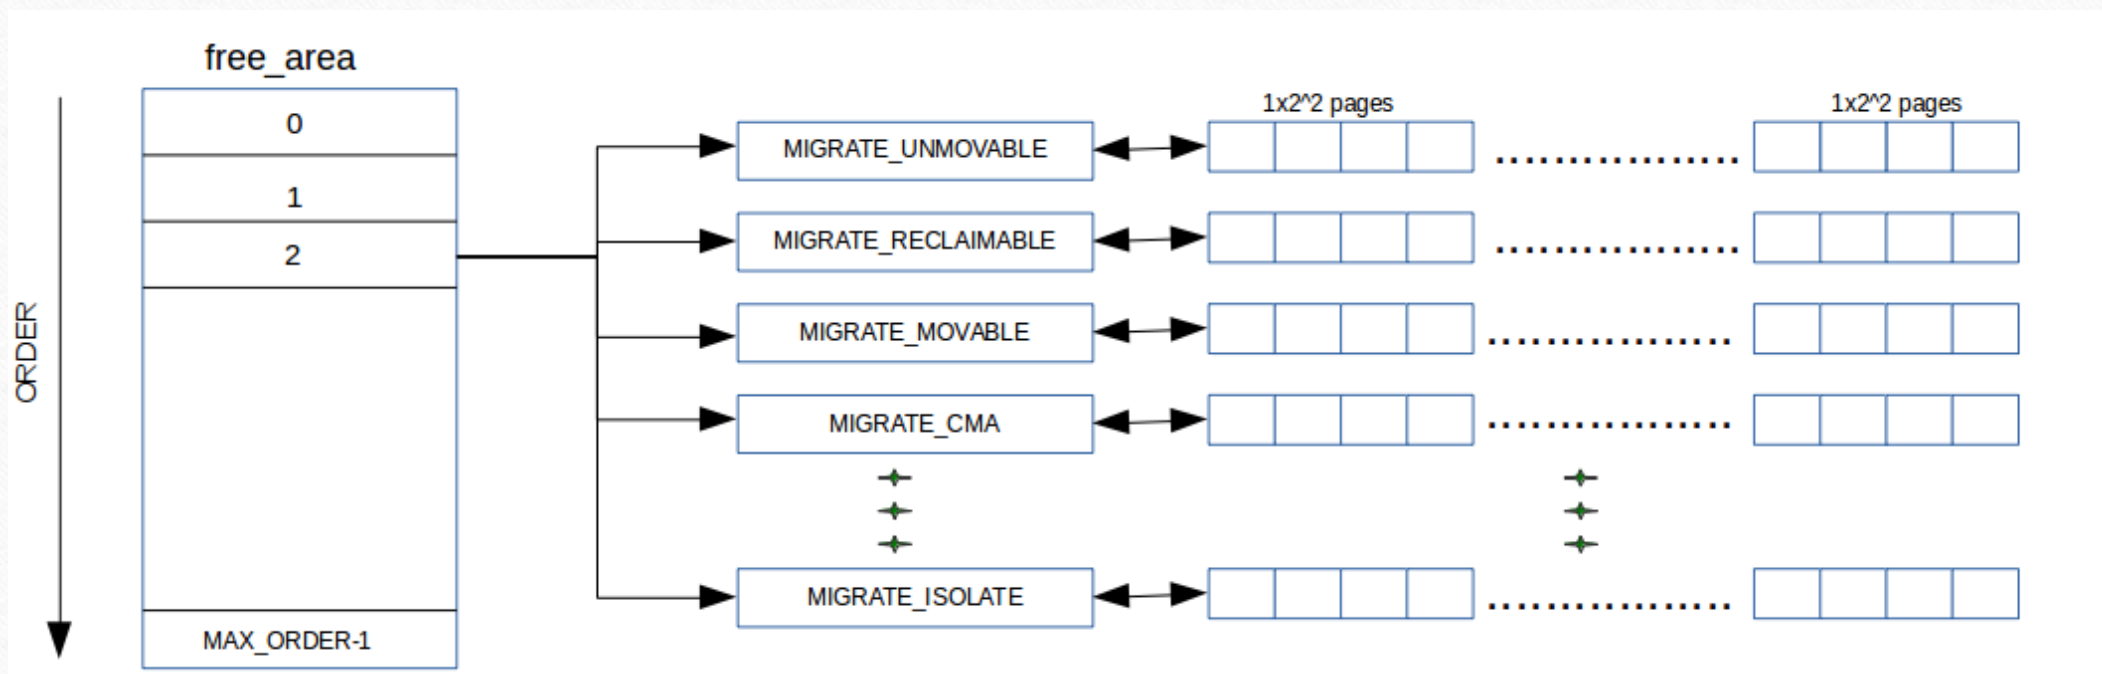 free_area
ORDER
0
1
2
MAX_ORDER-1
1x2^2 pages
1x2^2 pages
MIGRATE_UNMOVABLE
MIGRATE_RECLAIMABLE
MIGRATE_MOVABLE
MIGRATE_CMA
MIGRATE_ISOLATE